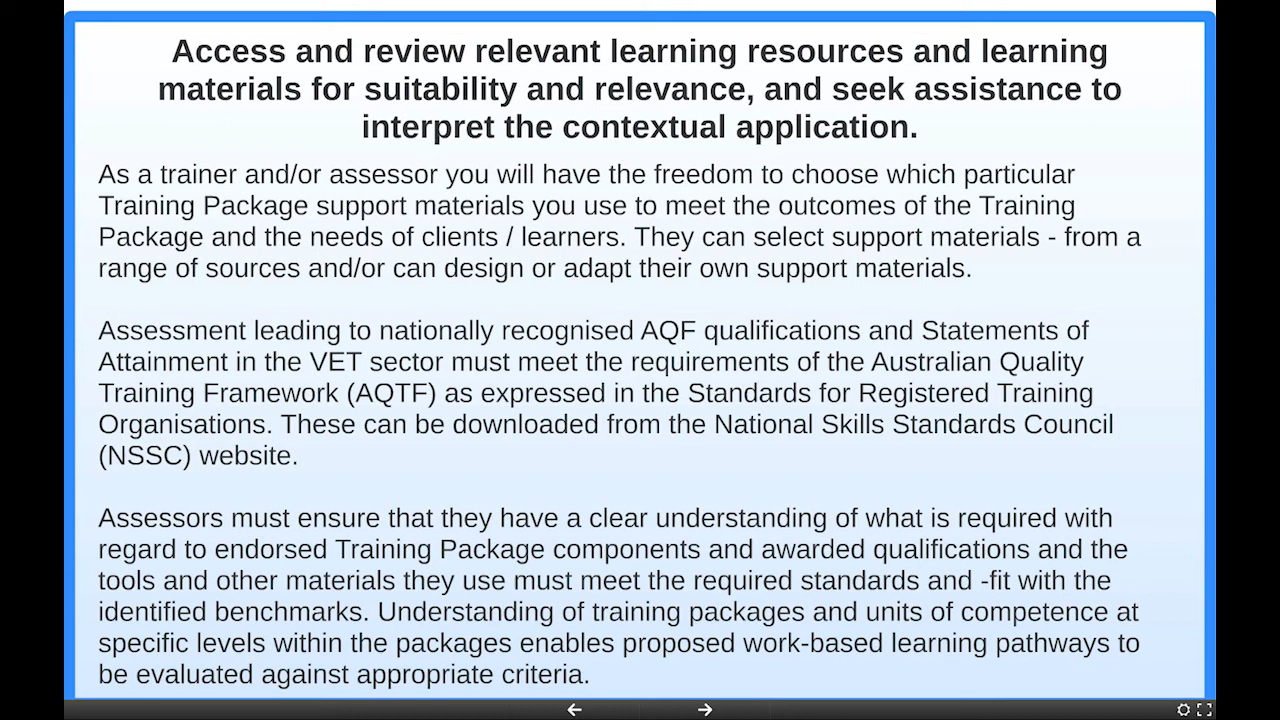 Access and review relevant learning resources and learning
materials for suitability and relevance, and seek assistance to
interpret the contextual application.
As a trainer and/or assessor you will have the freedom to choose which particular
Training Package support materials you use to meet the outcomes of the Training
Package and the needs of clients / learners. They can select support materials - from a
range of sources and/or can design or adapt their own support materials.
Assessment leading to nationally recognised AQF qualifications and Statements of
Attainment in the VET sector must meet the requirements of the Australian Quality
Training Framework (AQTF) as expressed in the Standards for Registered Training
Organisations. These can be downloaded from the National Skills Standards Council
(NSSC) website.
Assessors must ensure that they have a clear understanding of what is required with
regard to endorsed Training Package components and awarded qualifications and the
tools and other materials they use must meet the required standards and -fit with the
identified benchmarks. Understanding of training packages and units of competence at
specific levels within the packages enables proposed work-based learning pathways to
be evaluated against appropriate criteria.